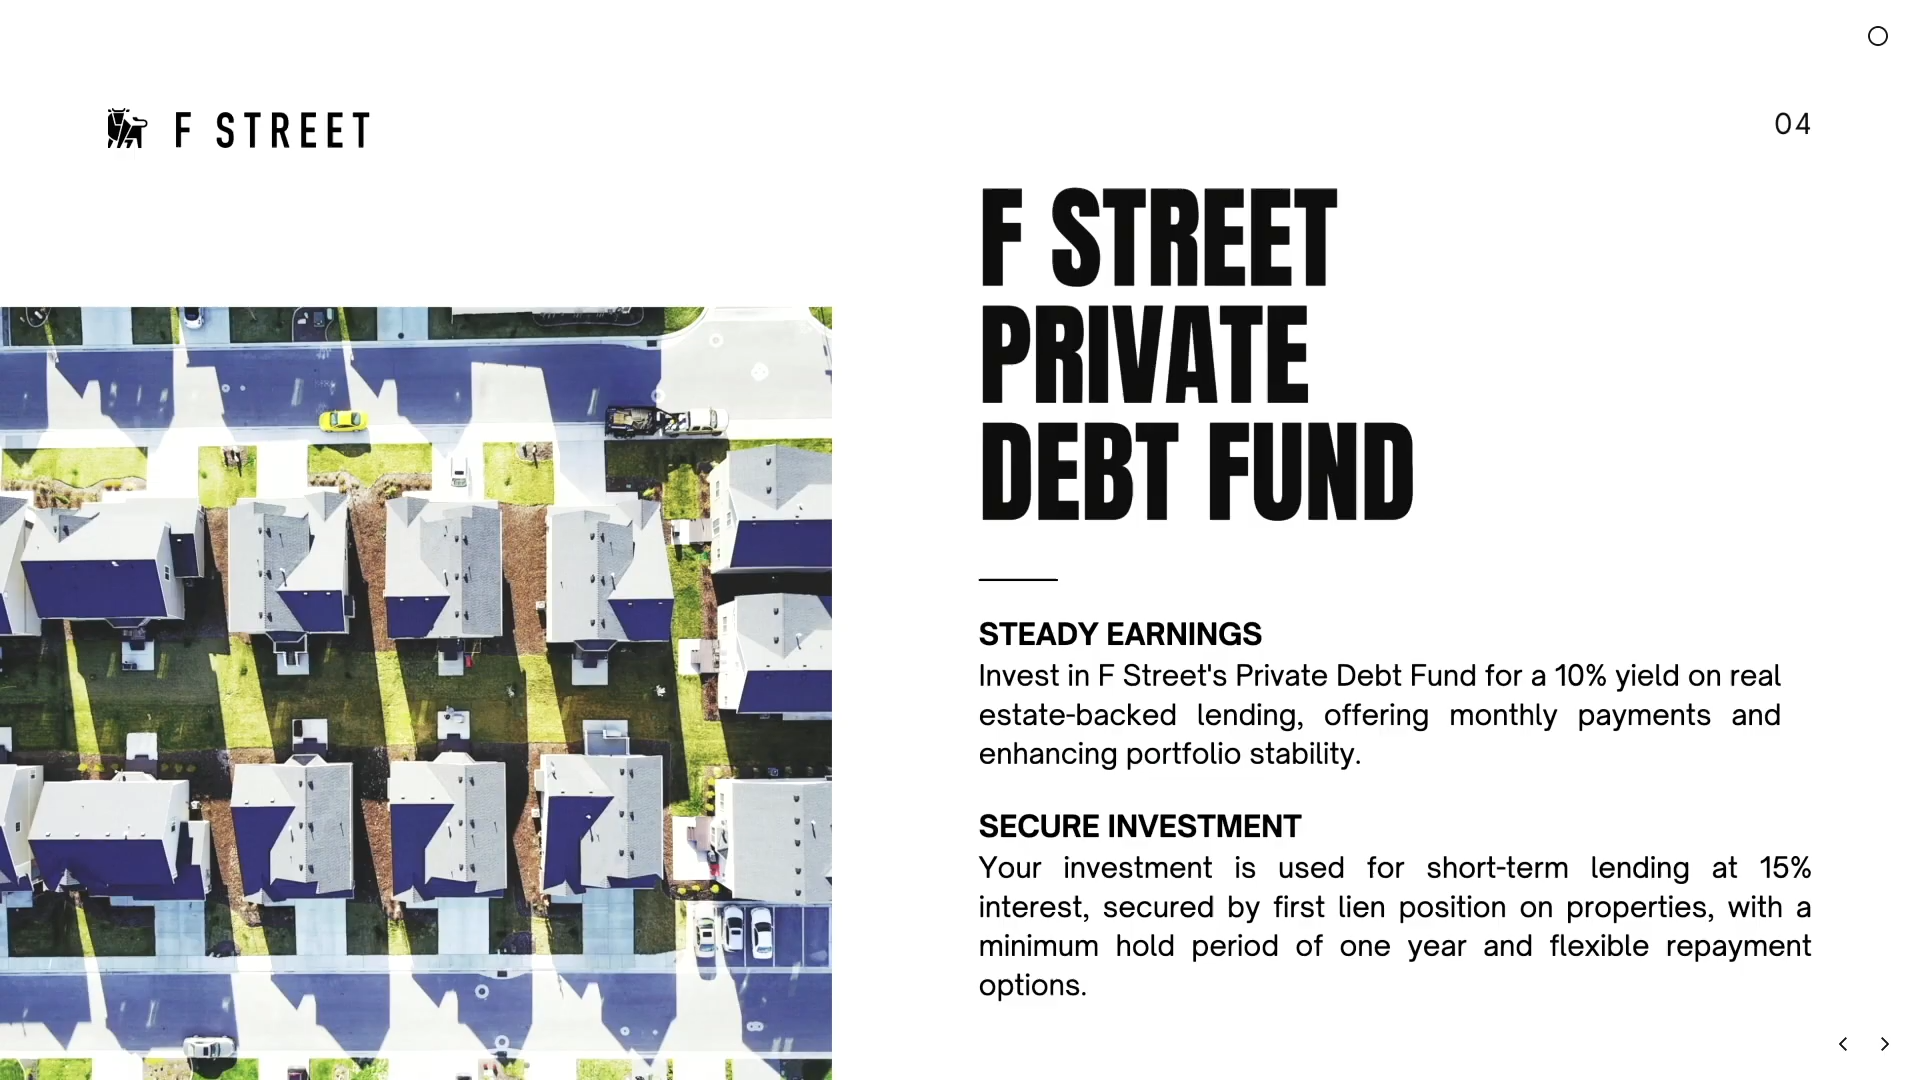 F STREET
04
F STREET
PRIVATE
DEBT FUND
STEADY EARNINGS
Invest in F Street's Private Debt Fund for a 10% yield on real
estate-backed lending, offering monthly payments and
enhancing portfolio stability.
SECURE INVESTMENT
Your investment is used for short-term lending at 15%
interest, secured by first lien position on properties, with a
minimum hold period of one year and flexible repayment
options.